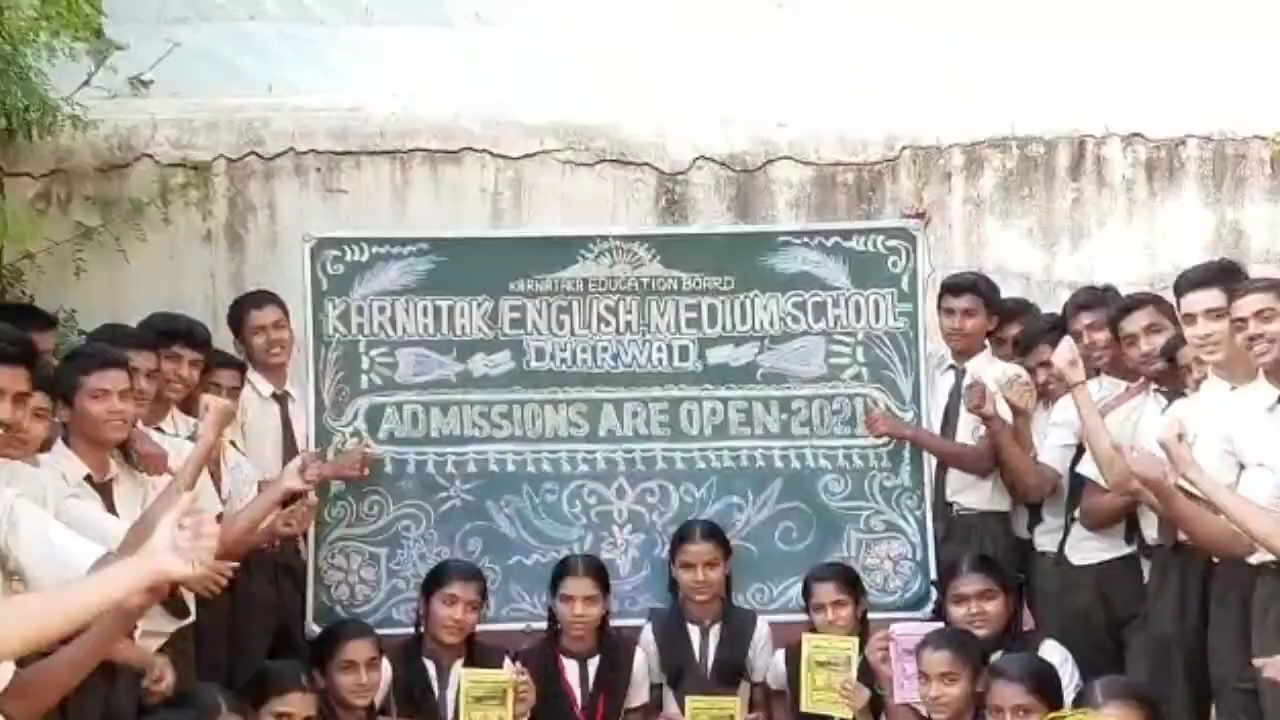 KARNATAKA EDUCATION BOARD
KARNATAK ENGLISH MEDIUM SCHOOL
DHARWAD.
ADMISSIONS ARE OPEN-2021